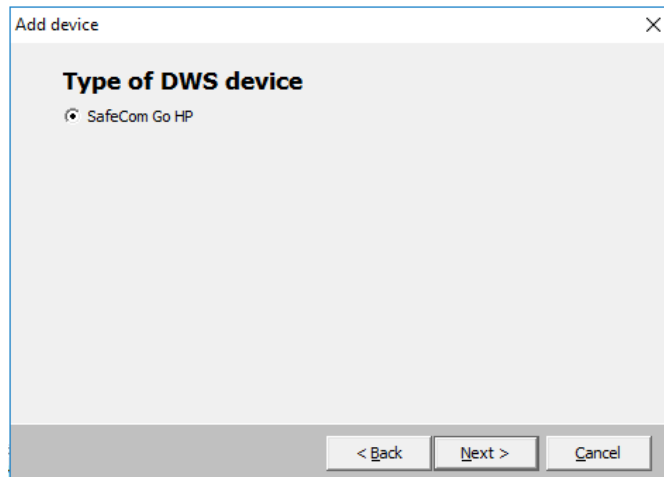 Add device
Type of DWS device
SafeCom Go HP
< Back
Next >
Cancel